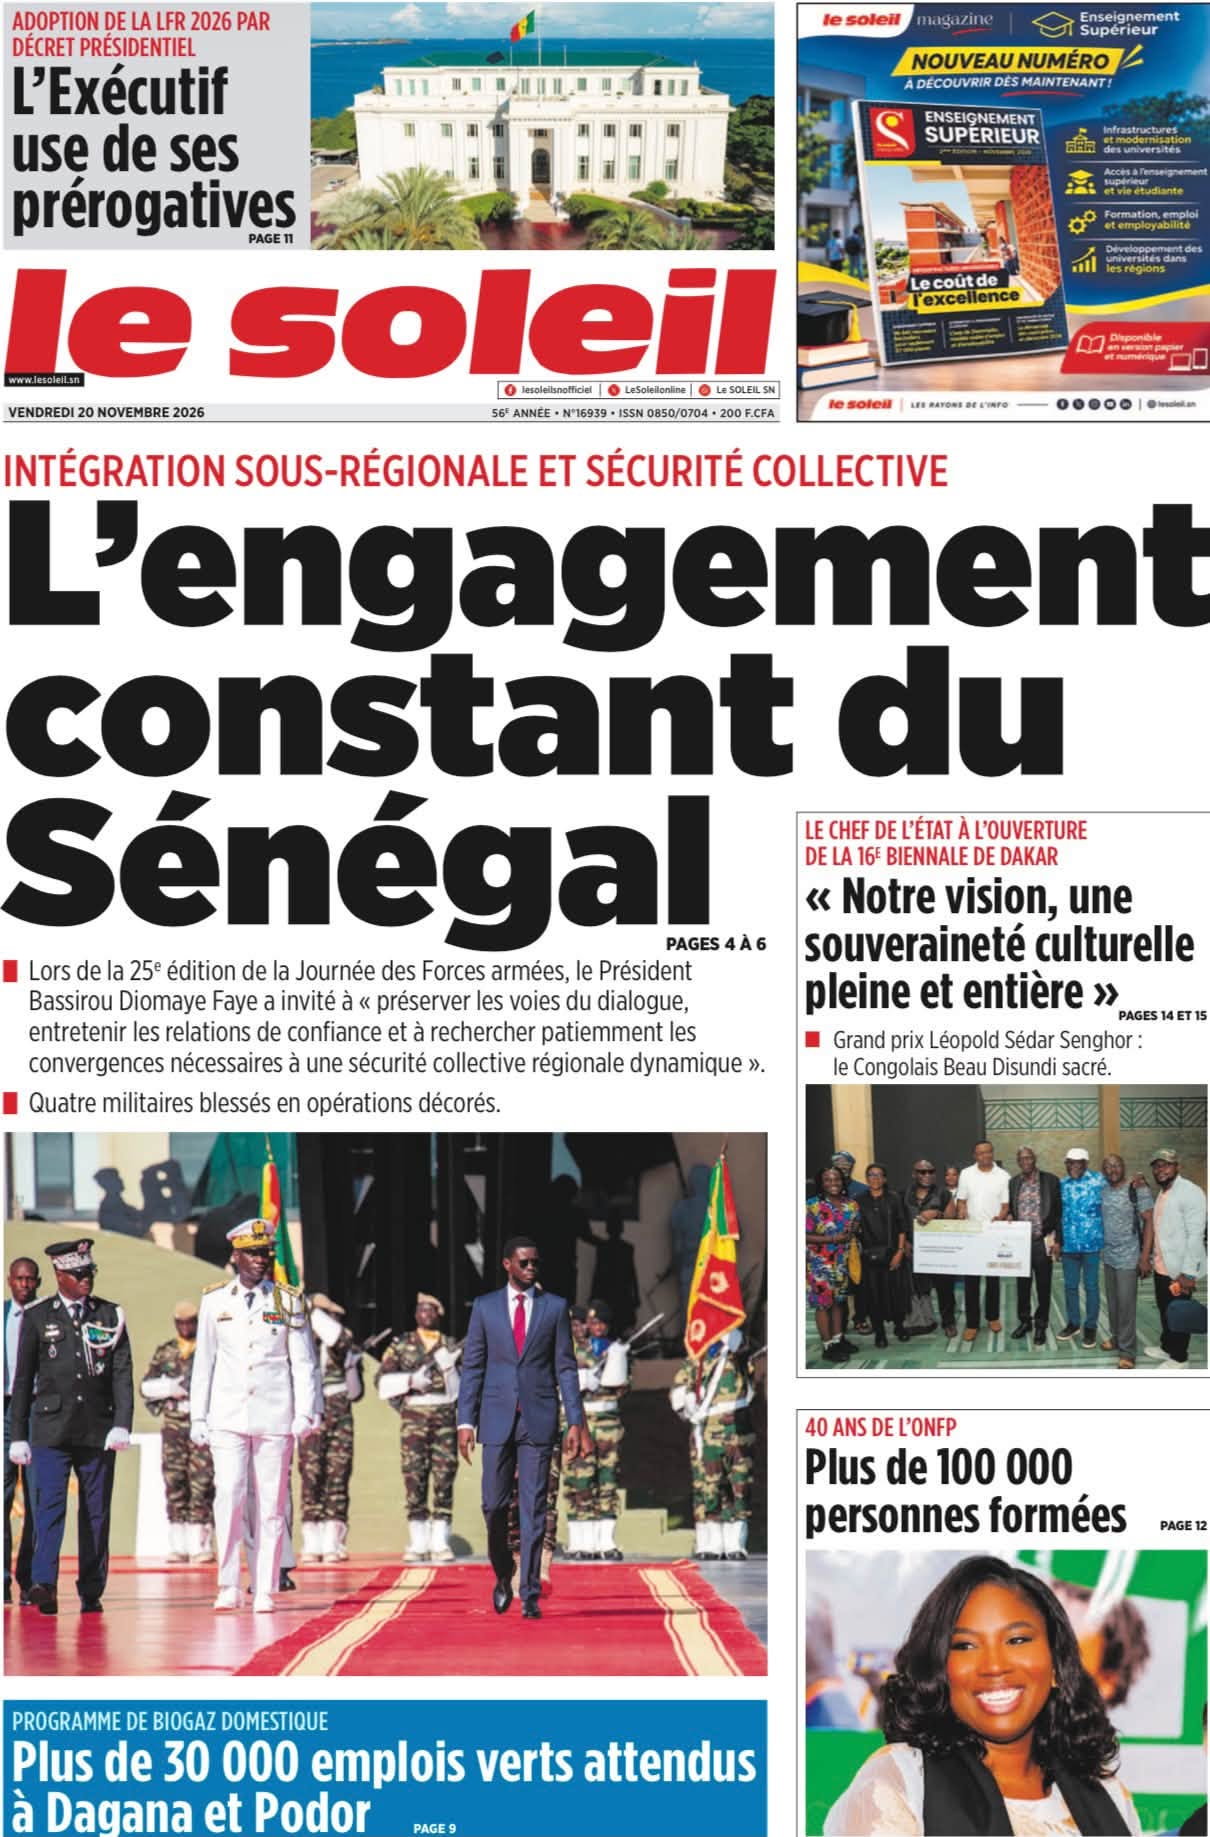 ADOPTION DE LA LFR 2026 PAR
DÉCRET PRÉSIDENTIEL
L’Exécutif
use de ses
prérogatives
PAGE 11
le soleil
www.lesoleil.sn
lesoleilsnofficiel
LeSoleilonline
Le SOLEIL SN
VENDREDI 20 NOVEMBRE 2026
56E ANNÉE • N°16939 • ISSN 0850/0704 • 200 F.CFA
le soleil magazine
Enseignement
Supérieur
NOUVEAU NUMÉRO
À DÉCOUVRIR DÈS MAINTENANT !
ENSEIGNEMENT
SUPÉRIEUR
Le coût de
l'excellence
Infrastructures
et modernisation
des universités
Accès à l'enseignement
supérieur
et vie étudiante
Formation, emploi
et employabilité
Développement des
universités dans
les régions
Disponible
en version papier
et numérique
le soleil
LES RAYONS DE L'INFO
lesoleil.sn
INTÉGRATION SOUS-RÉGIONALE ET SÉCURITÉ COLLECTIVE
L’engagement
constant du
Sénégal
PAGES 4 À 6
Lors de la 25e édition de la Journée des Forces armées, le Président
Bassirou Diomaye Faye a invité à « préserver les voies du dialogue,
entretenir les relations de confiance et à rechercher patiemment les
convergences nécessaires à une sécurité collective régionale dynamique ».
Quatre militaires blessés en opérations décorés.
LE CHEF DE L’ÉTAT À L’OUVERTURE
DE LA 16E BIENNALE DE DAKAR
« Notre vision, une
souveraineté culturelle
pleine et entière »
PAGES 14 ET 15
Grand prix Léopold Sédar Senghor :
le Congolais Beau Disundi sacré.
40 ANS DE L’ONFP
Plus de 100 000
personnes formées
PAGE 12
PROGRAMME DE BIOGAZ DOMESTIQUE
Plus de 30 000 emplois verts attendus
à Dagana et Podor
PAGE 9